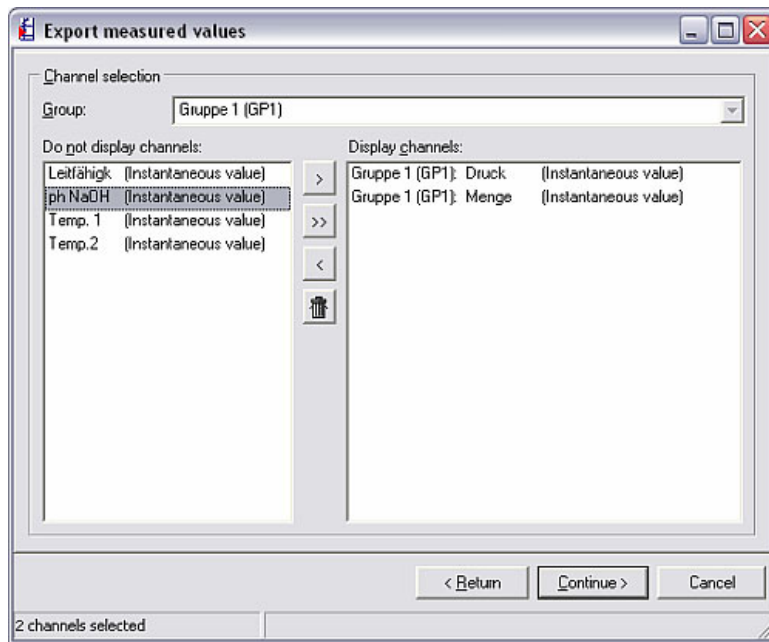 Export measured values
Channel selection
Group: Gruppe 1 (GP1)
Do not display channels:
Leitfähigk (Instantaneous value)
ph NaOH (Instantaneous value)
Temp. 1 (Instantaneous value)
Temp.2 (Instantaneous value)
>
>>
<
Display channels:
Gruppe 1 (GP1): Druck (Instantaneous value)
Gruppe 1 (GP1): Menge (Instantaneous value)
< Return Continue > Cancel
2 channels selected